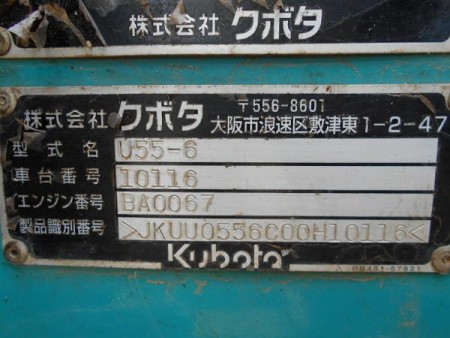 株式会社 クボタ
株式会社 クボタ 〒556-8601
大阪市浪速区敷津東1-2-47
型式名 U55-6
車台番号 10116
エンジン番号 BA0067
製品識別番号 >JKUU0556C00H10116<
Kubota